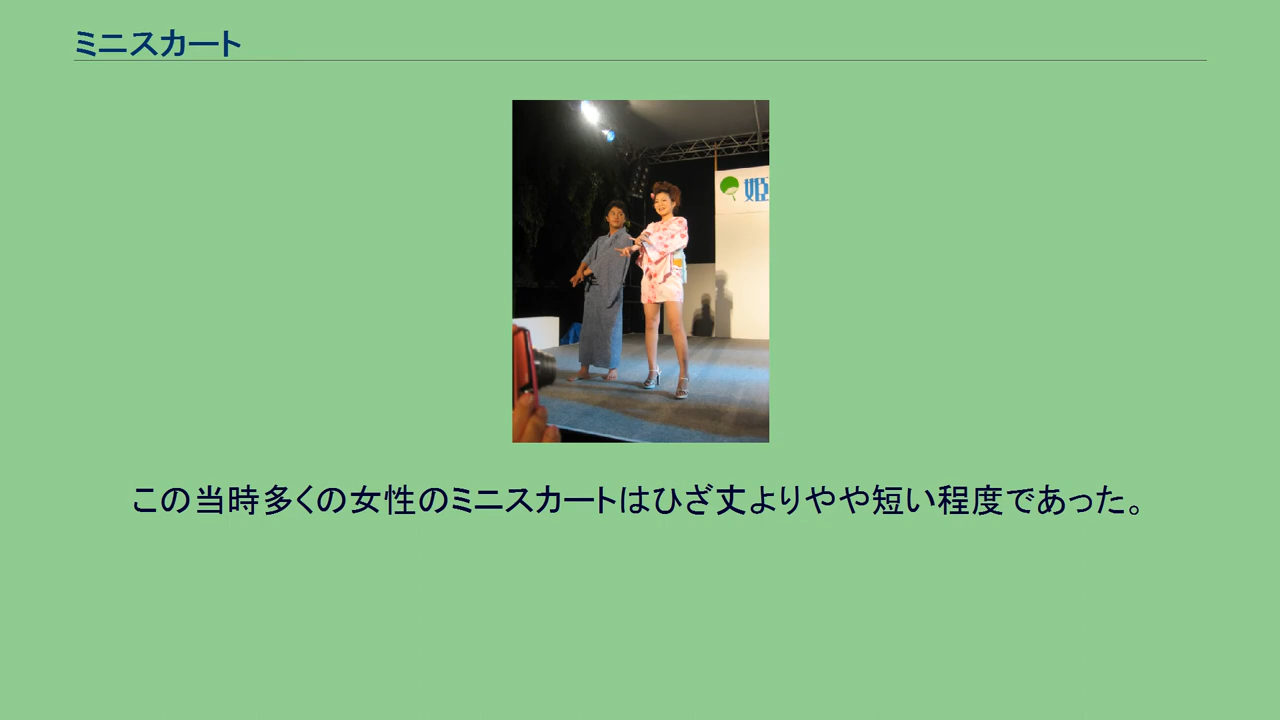 ミニスカート
姫
この当時多くの女性のミニスカートはひざ丈よりやや短い程度であった。